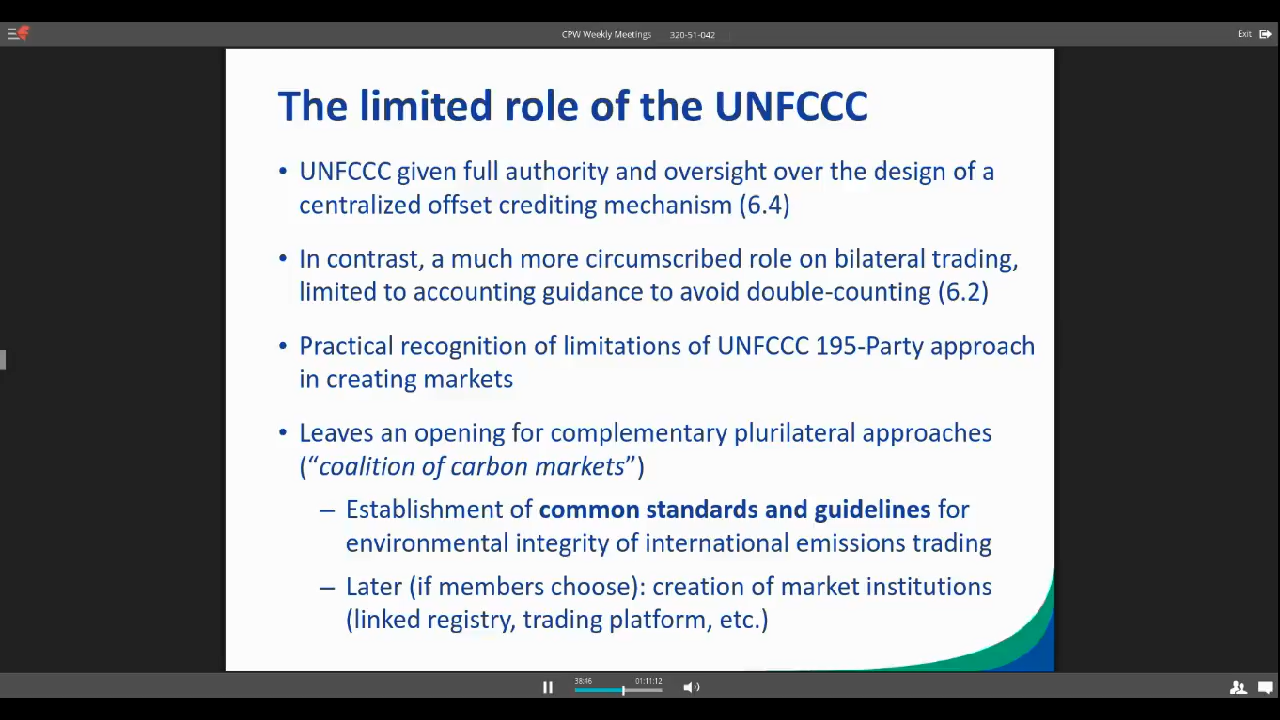 CPW Weekly Meetings 320-51-042
Exit
The limited role of the UNFCCC
• UNFCCC given full authority and oversight over the design of a
centralized offset crediting mechanism (6.4)
• In contrast, a much more circumscribed role on bilateral trading,
limited to accounting guidance to avoid double-counting (6.2)
• Practical recognition of limitations of UNFCCC 195-Party approach
in creating markets
• Leaves an opening for complementary plurilateral approaches
(“coalition of carbon markets”)
– Establishment of common standards and guidelines for
environmental integrity of international emissions trading
– Later (if members choose): creation of market institutions
(linked registry, trading platform, etc.)
38:46 01:11:12